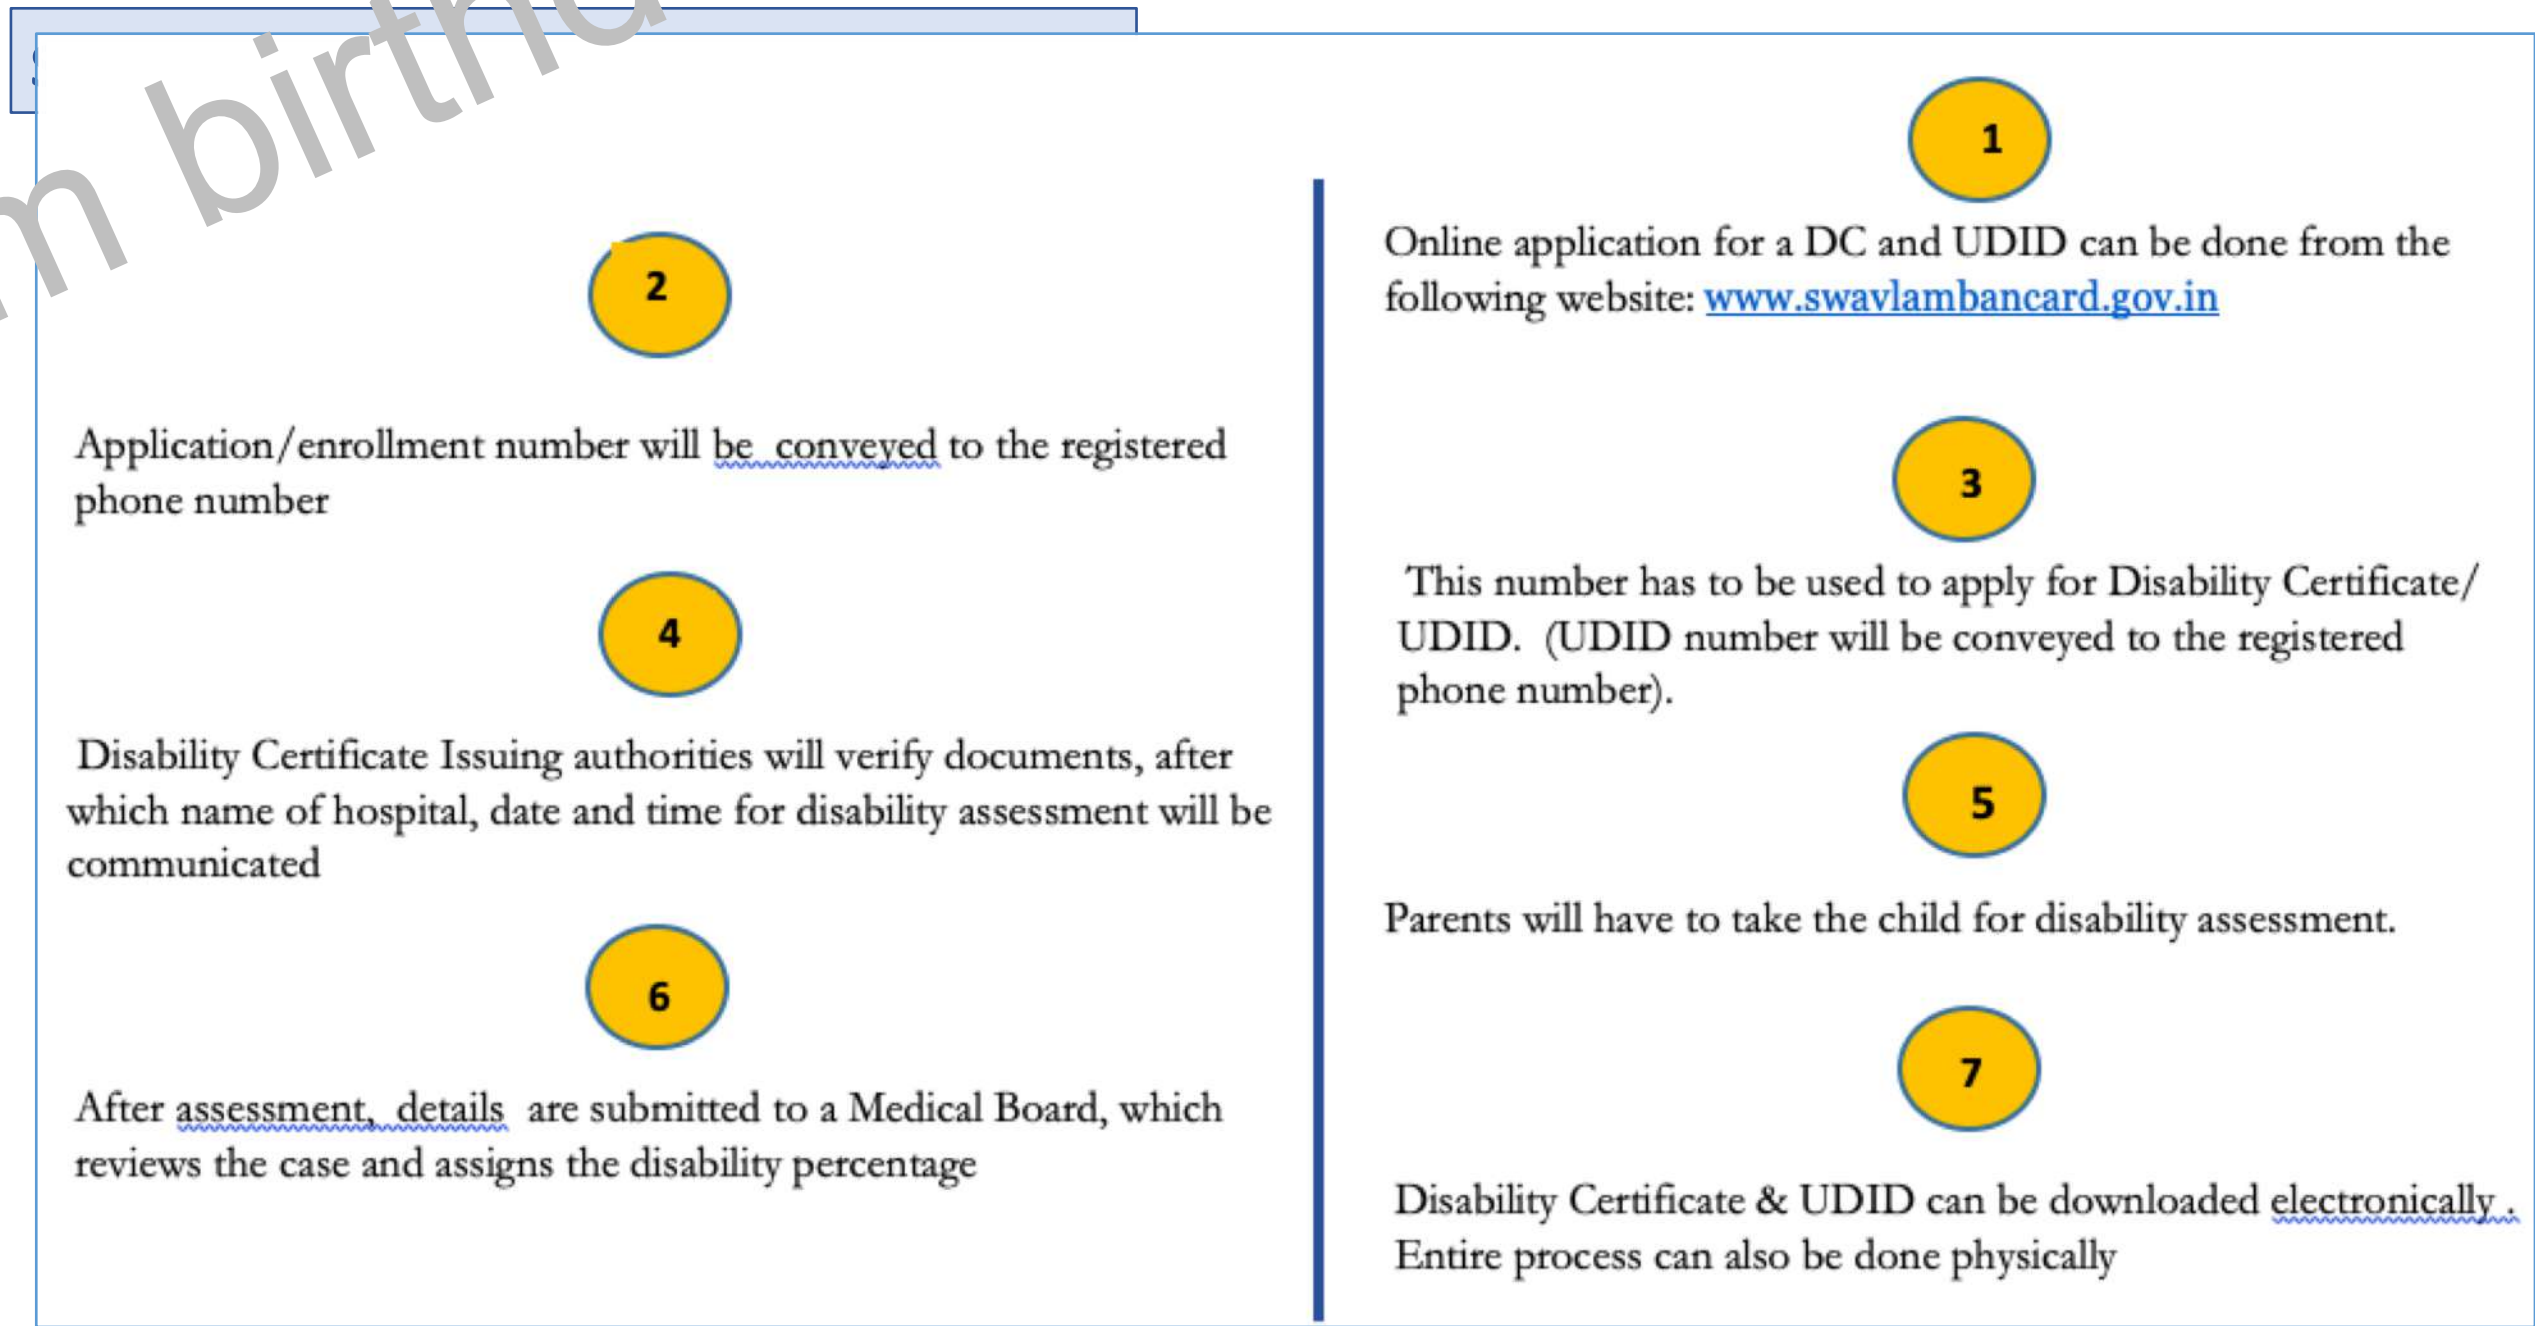 m birthd
1
Online application for a DC and UDID can be done from the
following website: www.swavlambancard.gov.in
2
Application/enrollment number will be conveyed to the registered
phone number
3
This number has to be used to apply for Disability Certificate/
UDID. (UDID number will be conveyed to the registered
phone number).
4
Disability Certificate Issuing authorities will verify documents, after
which name of hospital, date and time for disability assessment will be
communicated
5
Parents will have to take the child for disability assessment.
6
After assessment, details are submitted to a Medical Board, which
reviews the case and assigns the disability percentage
7
Disability Certificate & UDID can be downloaded electronically .
Entire process can also be done physically